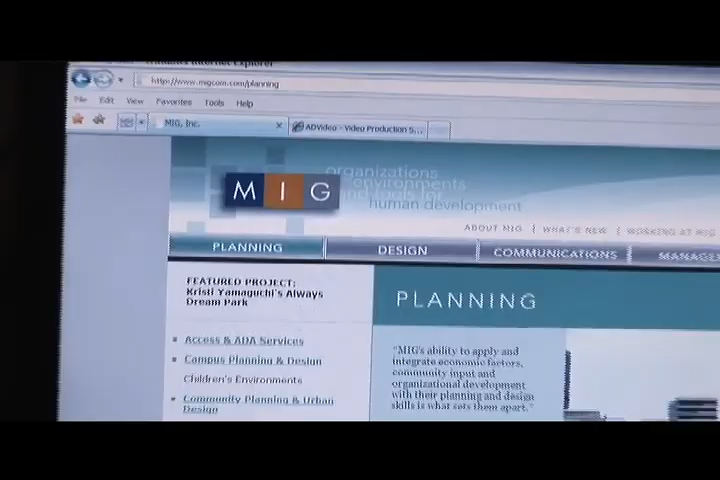 Internet Explorer
http://www.migcom.com/planning
File Edit View Favorites Tools Help
MIG, Inc.
ADVideo - Video Production S...
MIG
organizations
environments
and tools for
human development
ABOUT MIG | WHAT'S NEW | WORKING AT MIG
PLANNING
DESIGN
COMMUNICATIONS
MANAGE
FEATURED PROJECT:
Kristi Yamaguchi's Always
Dream Park
Access & ADA Services
Campus Planning & Design
Children's Environments
Community Planning & Urban
Design
PLANNING
"MIG's ability to apply and
integrate economic factors,
community input and
organizational development
with their planning and design
skills is what sets them apart."